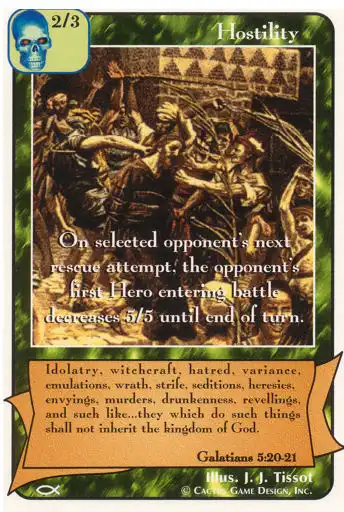 2/3
Hostility
On selected opponent's next
rescue attempt, the opponent's
first Hero entering battle
decreases 5/5 until end of turn.
Idolatry, witchcraft, hatred, variance,
emulations, wrath, strife, seditions, heresies,
envyings, murders, drunkenness, revellings,
and such like...they which do such things
shall not inherit the kingdom of God.
Galatians 5:20-21
Illus. J. J. Tissot
© Cactus Game Design, Inc.